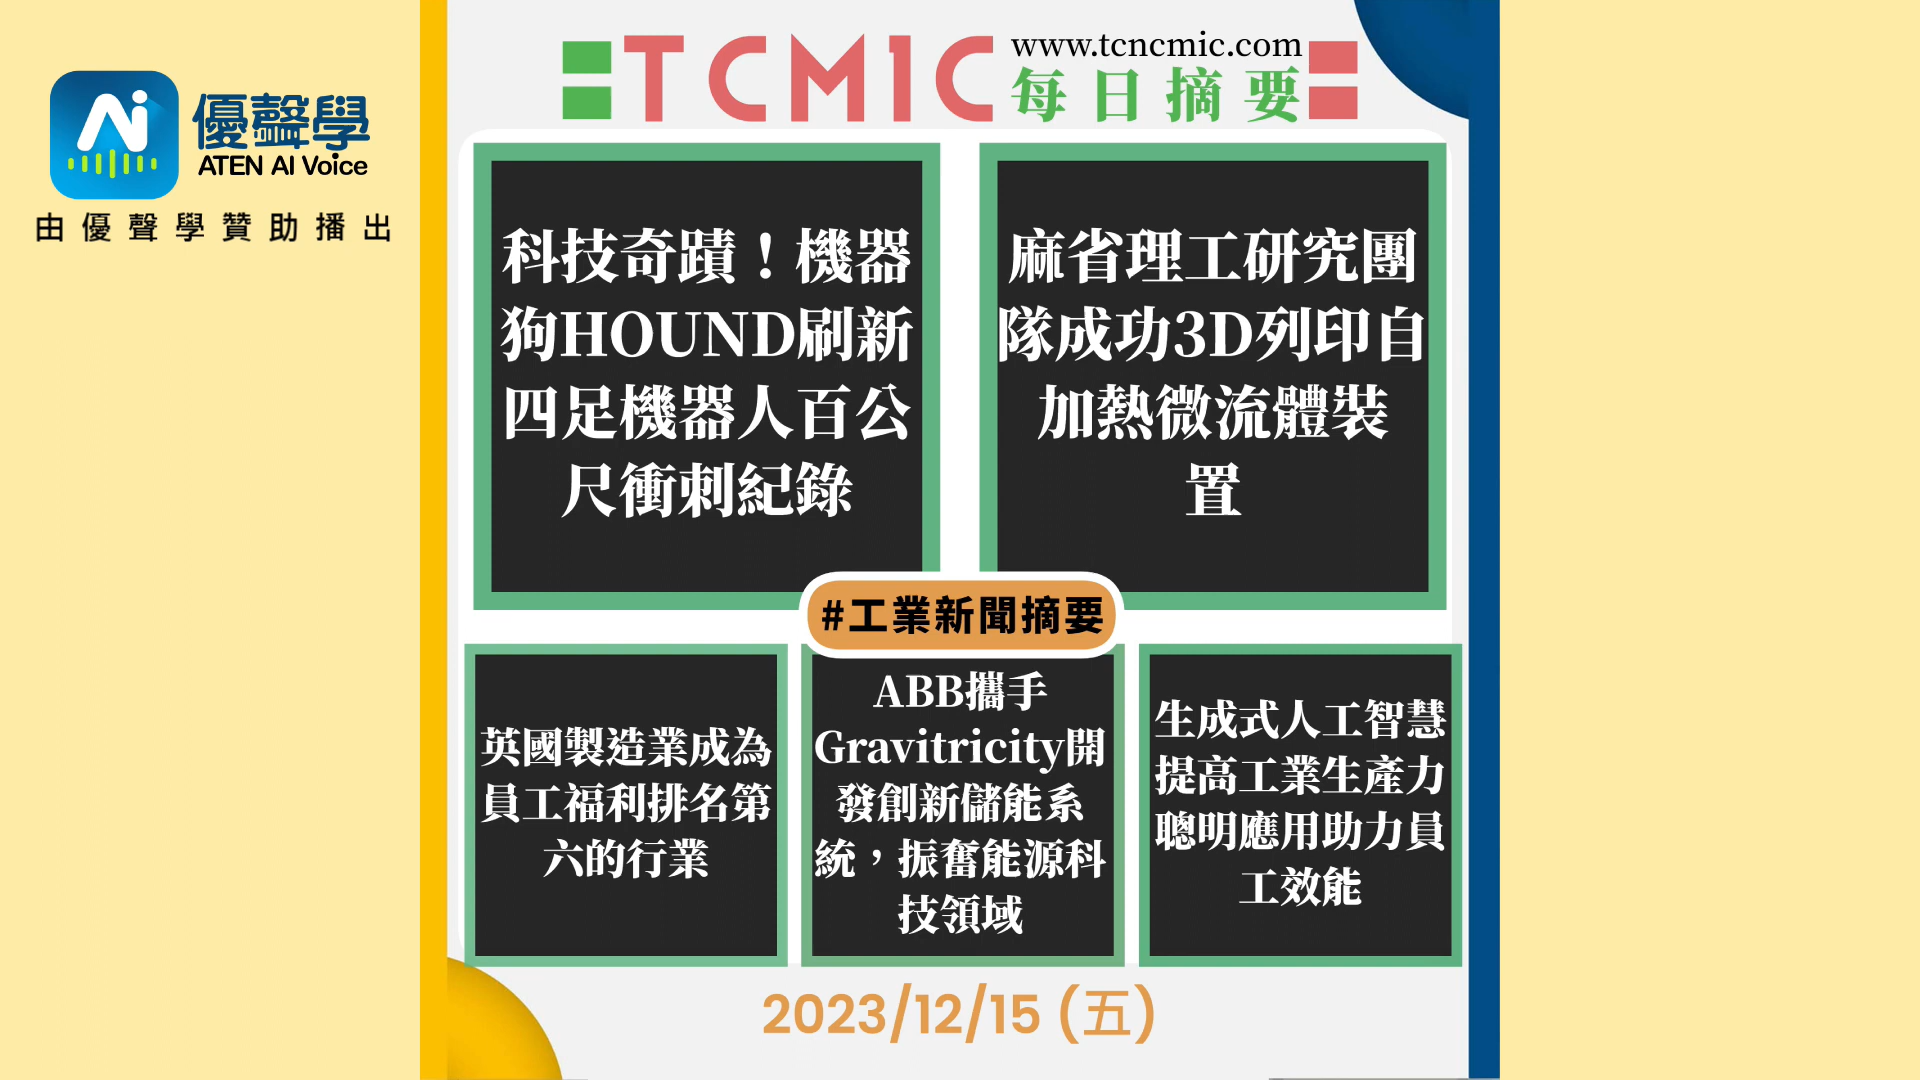 Ai
優聲學
ATEN AI Voice
由優聲學贊助播出
TCMIC
www.tcncmic.com
每日摘要
科技奇蹟！機器
狗HOUND刷新
四足機器人百公
尺衝刺紀錄
麻省理工研究團
隊成功3D列印自
加熱微流體裝
置
#工業新聞摘要
英國製造業成為
員工福利排名第
六的行業
ABB攜手
Gravitricity開
發創新儲能系
統，振奮能源科
技領域
生成式人工智慧
提高工業生產力
聰明應用助力員
工效能
2023/12/15 (五)